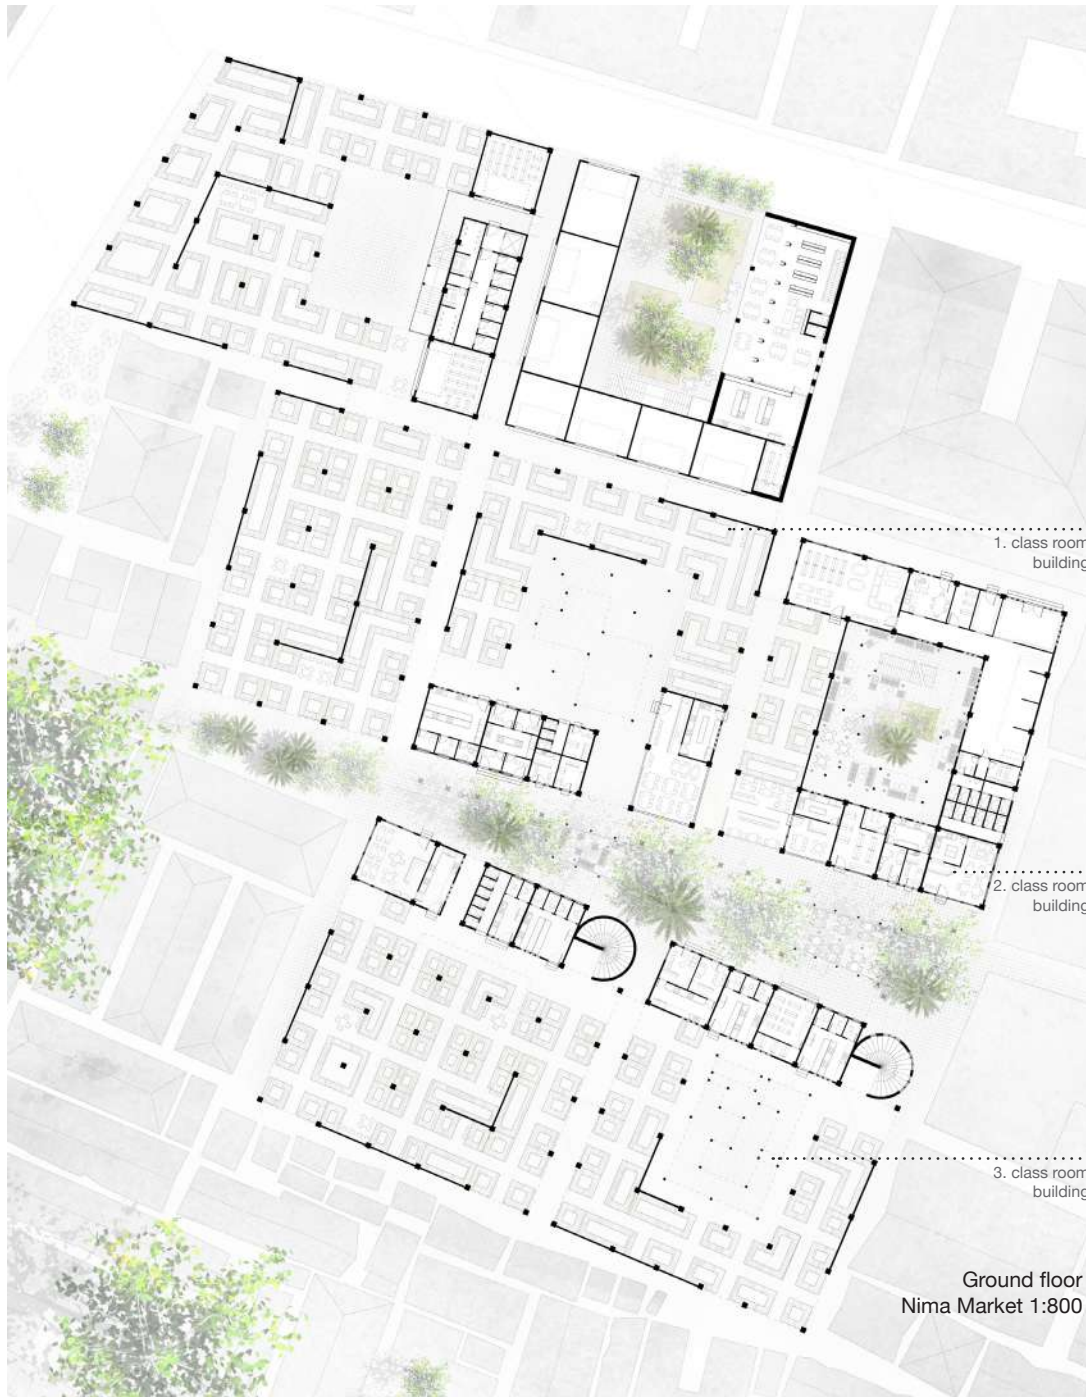 1. class room
building
2. class room
building
3. class room
building
Ground floor
Nima Market 1:800